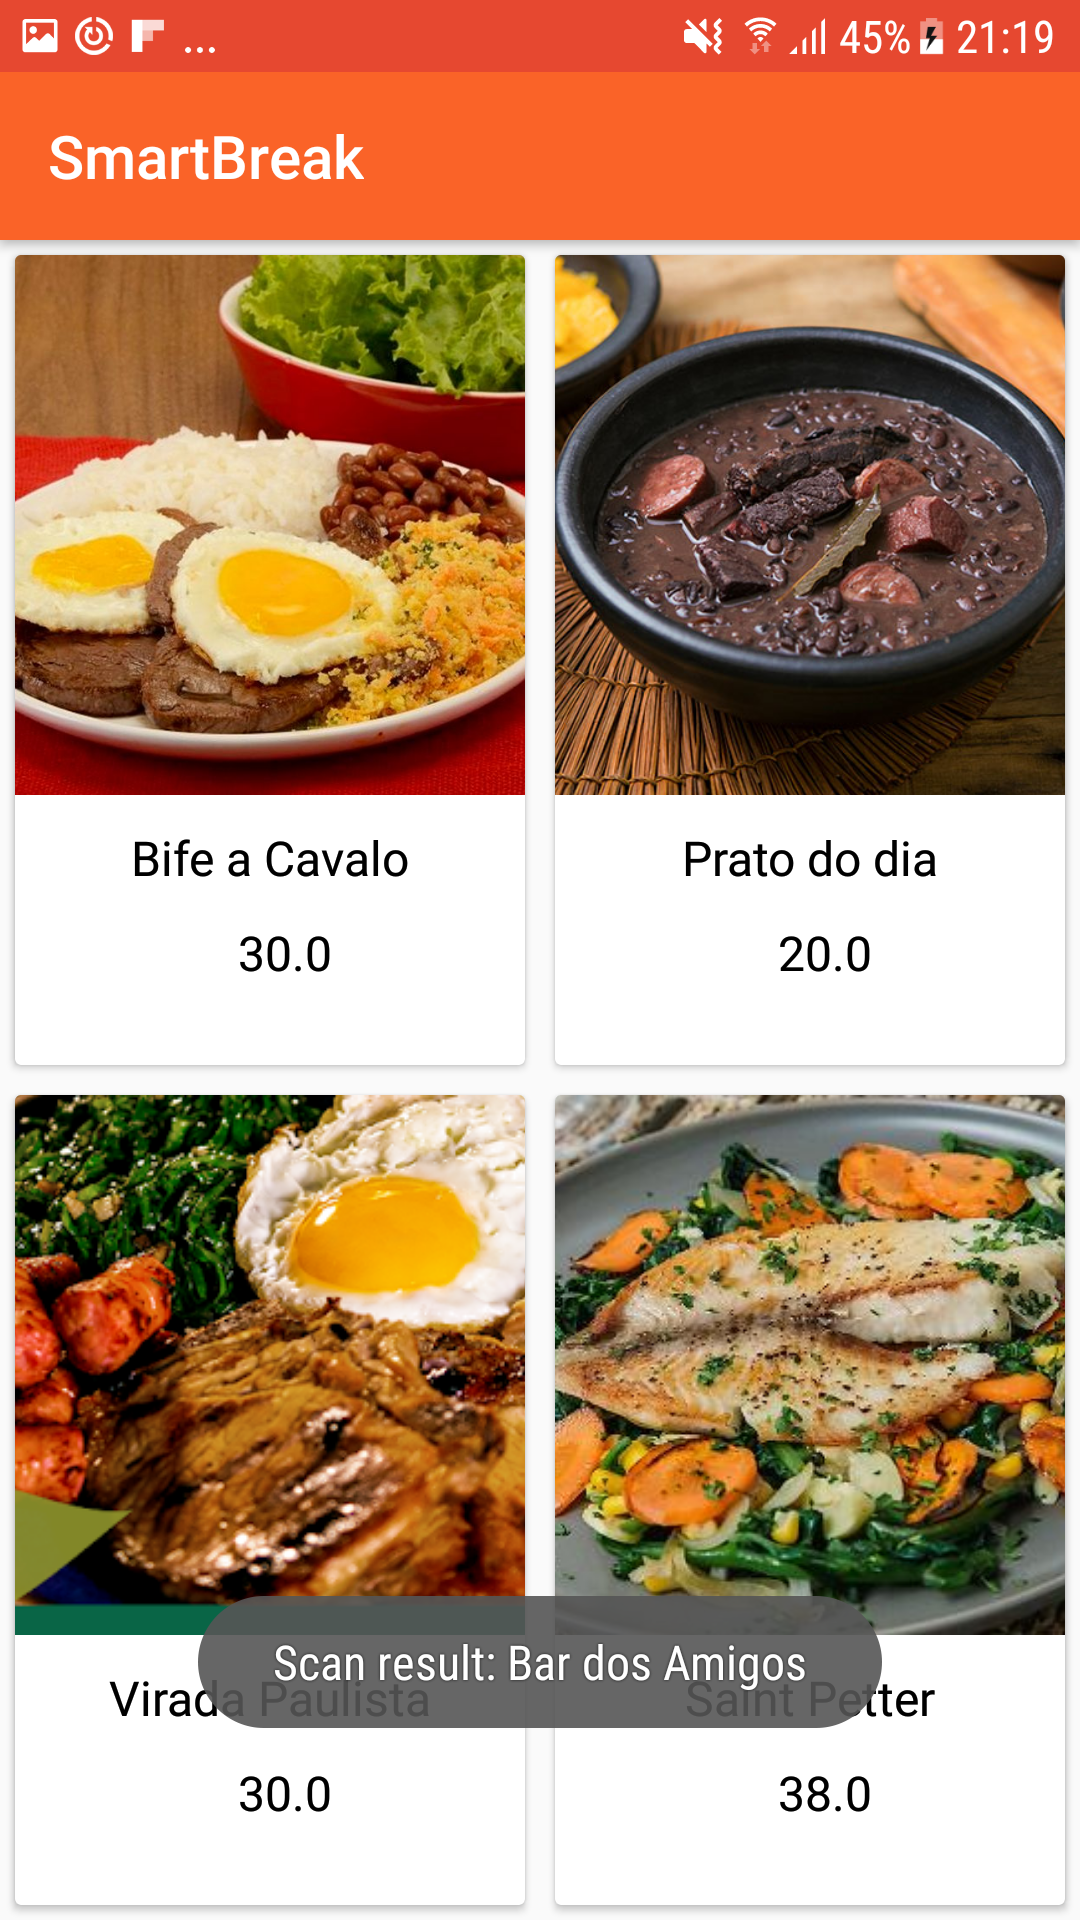 ... 45% 21:19
SmartBreak
Bife a Cavalo
30.0
Prato do dia
20.0
Scan result: Bar dos Amigos
Virada Paulista
30.0
Saint Petter
38.0